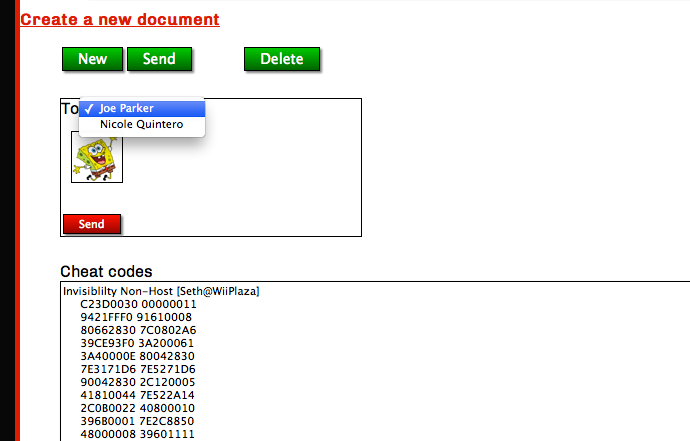 Create a new document
New Send Delete
To ✓ Joe Parker
Nicole Quintero
Send
Cheat codes
Invisiblilty Non-Host [Seth@WiiPlaza]
C23D0030 00000011
9421FFF0 91610008
80662830 7C0802A6
39CE93F0 3A200061
3A40000E 80042830
7E3171D6 7E5271D6
90042830 2C120005
41810044 7E522A14
2C0B0022 40800010
396B0001 7E2C8850
48000008 39601111